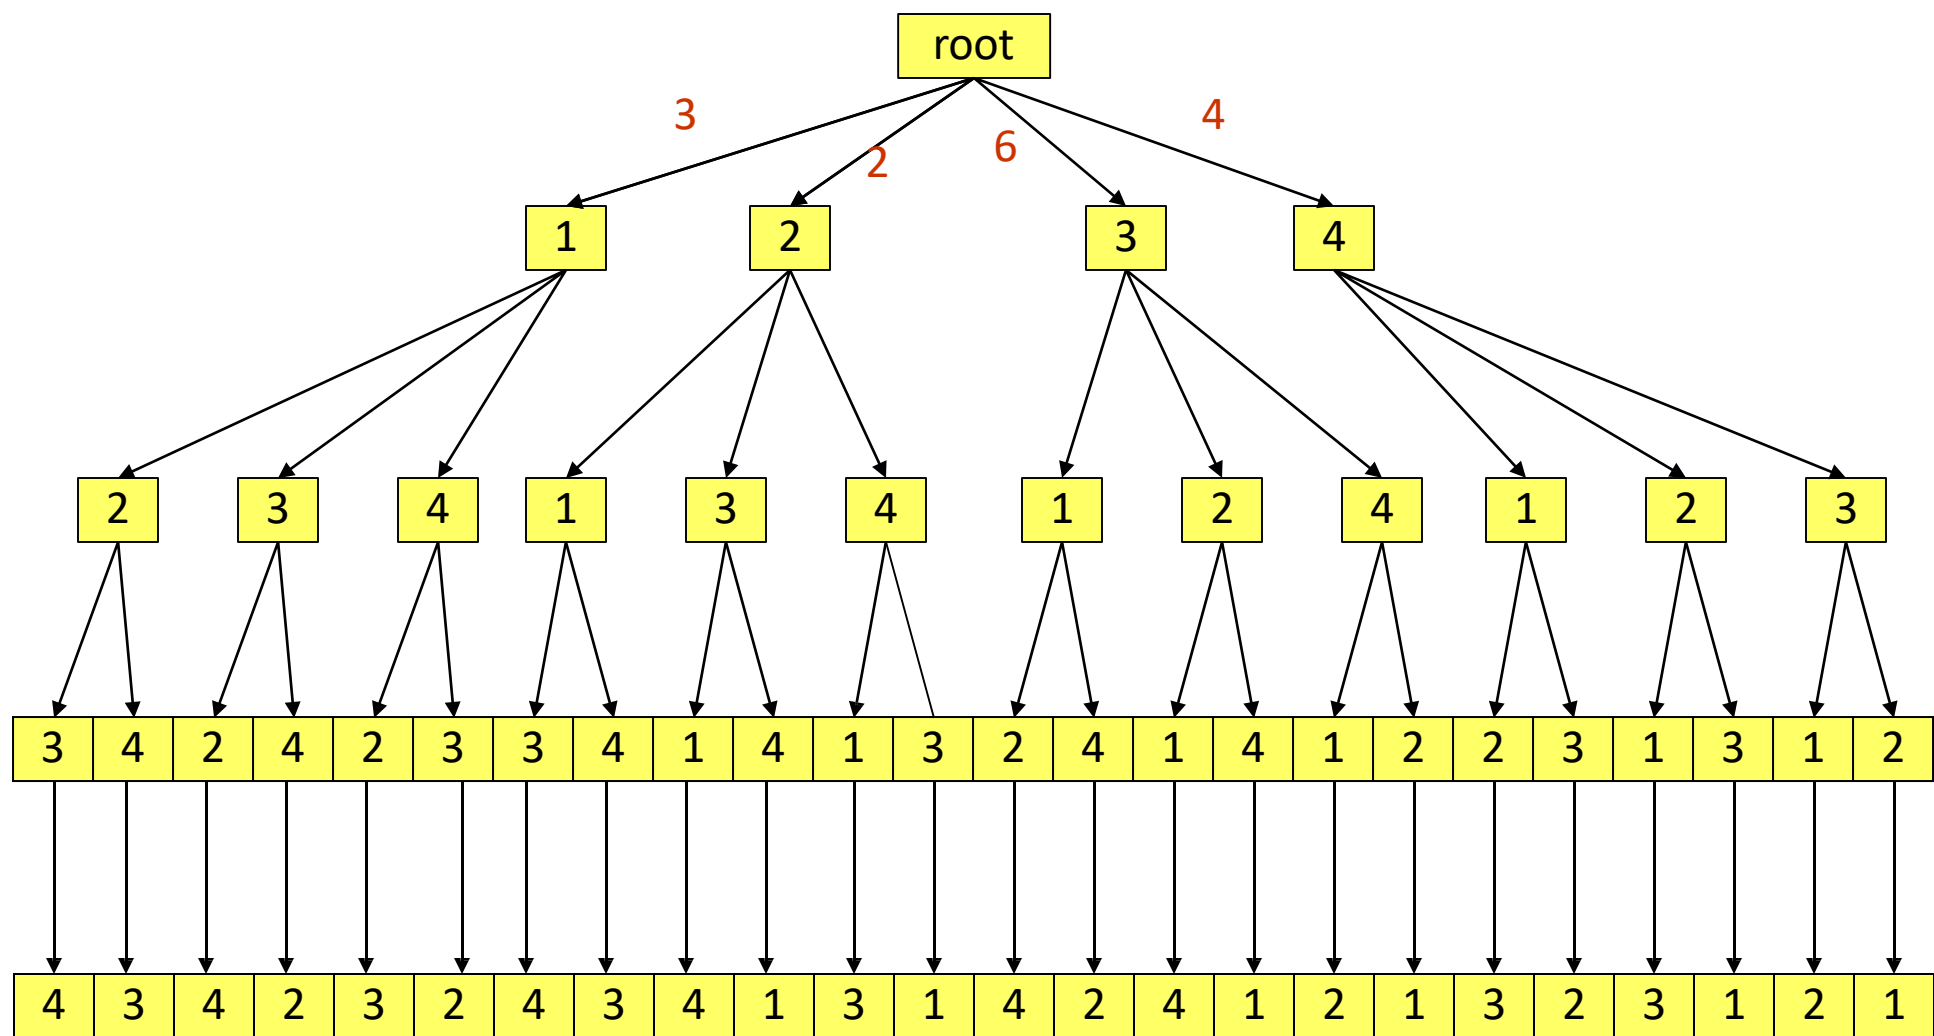 root
3 2 6 4
1 2 3 4
2 3 4 1 3 4 1 2 4 1 2 3
3 4 2 4 2 3 3 4 1 4 1 3 2 4 1 4 1 2 2 3 1 3 1 2
4 3 4 2 3 2 4 3 4 1 3 1 4 2 4 1 2 1 3 2 3 1 2 1